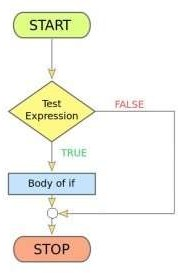 START
Test
Expression
FALSE
TRUE
Body of if
STOP